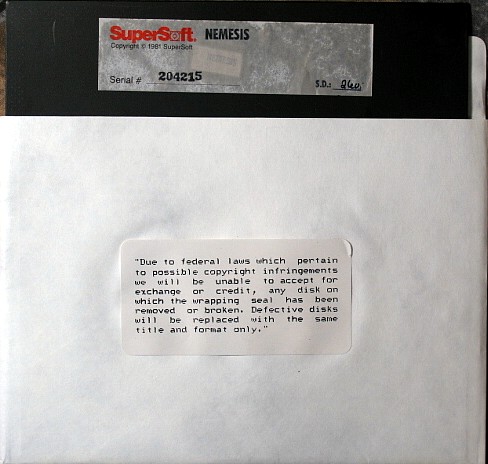 SuperSoft. NEMESIS
Copyright © 1981 SuperSoft
Serial # 204215 S.D.:
"Due to federal laws which pertain
to possible copyright infringements
we will be unable to accept for
exchange or credit, any disk on
which the wrapping seal has been
removed or broken. Defective disks
will be replaced with the same
title and format only."